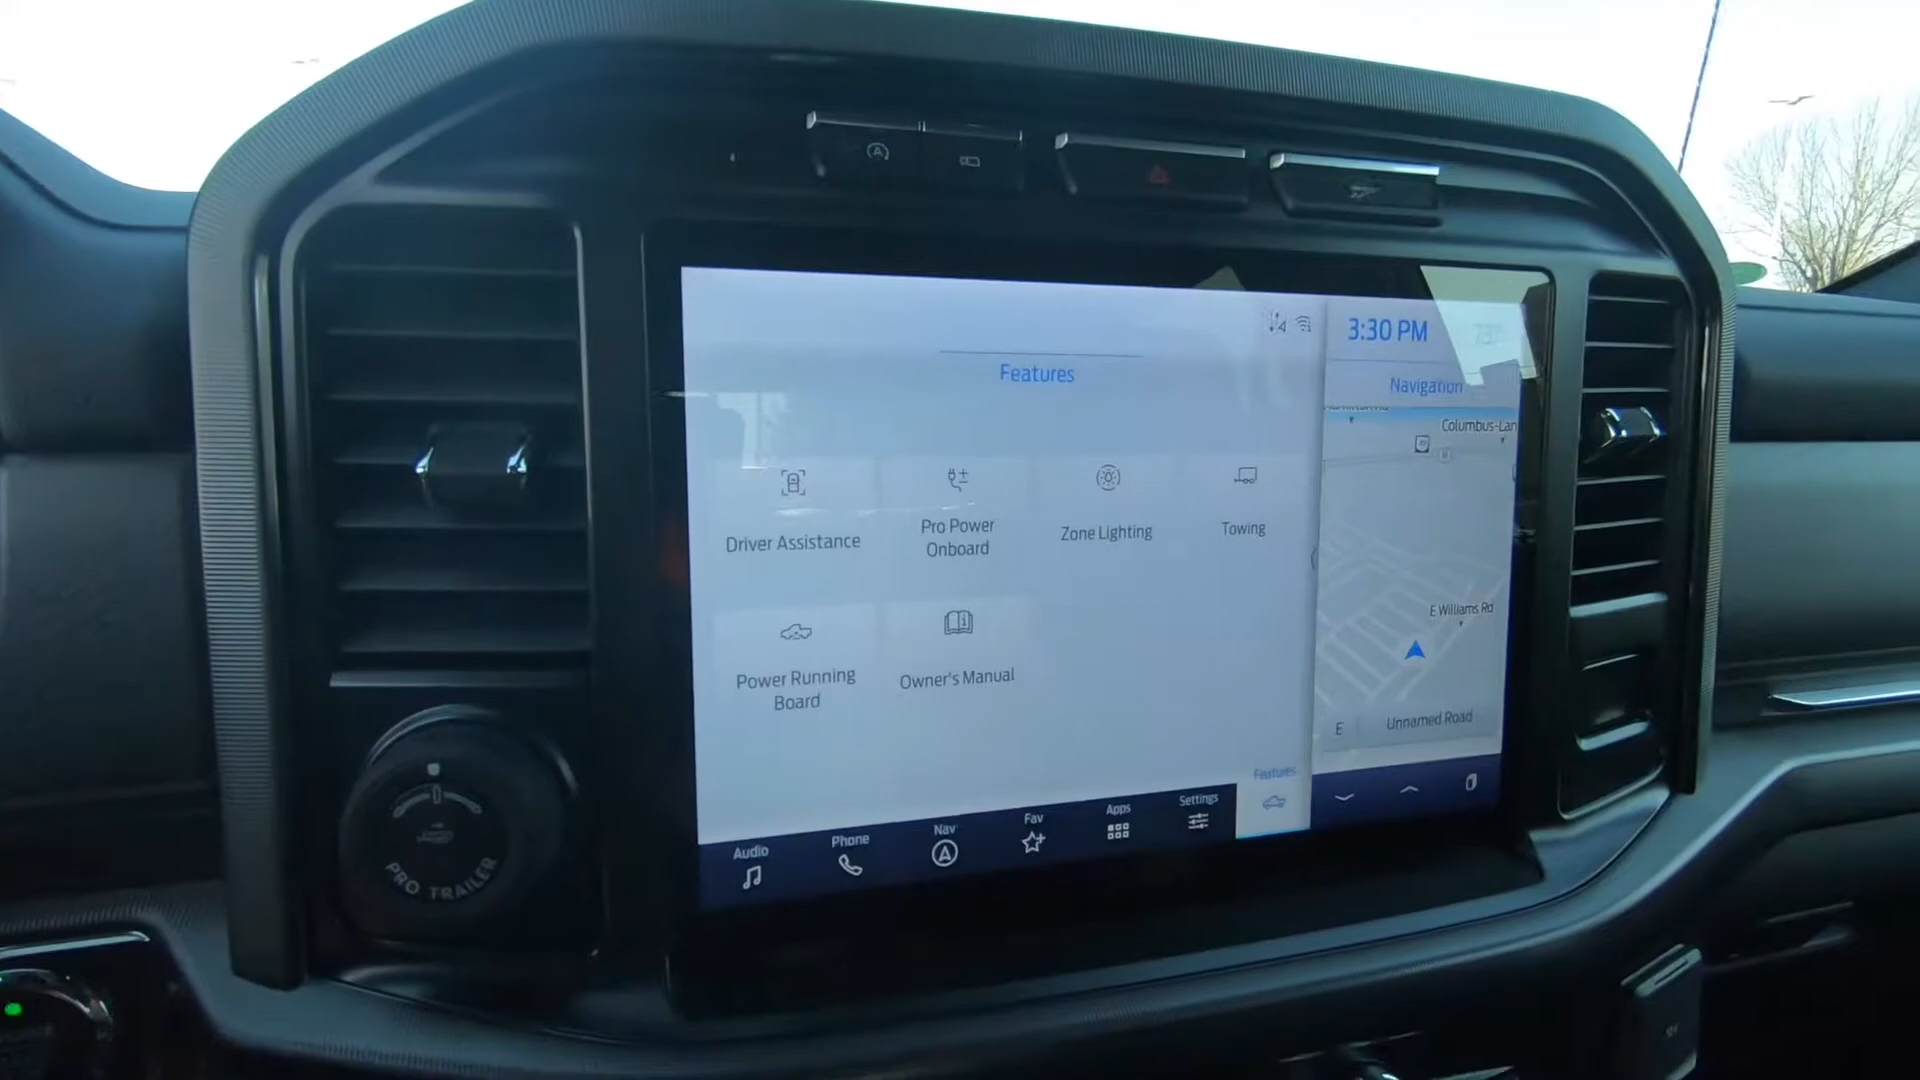 3:30 PM
Features
Navigation
Columbus-Lan
Driver Assistance
Pro Power
Onboard
Zone Lighting
Towing
E Williams Rd
Power Running
Board
Owner's Manual
E
Unnamed Road
Audio
Phone
Nav
Fav
Apps
Settings
Features
PRO TRAILER